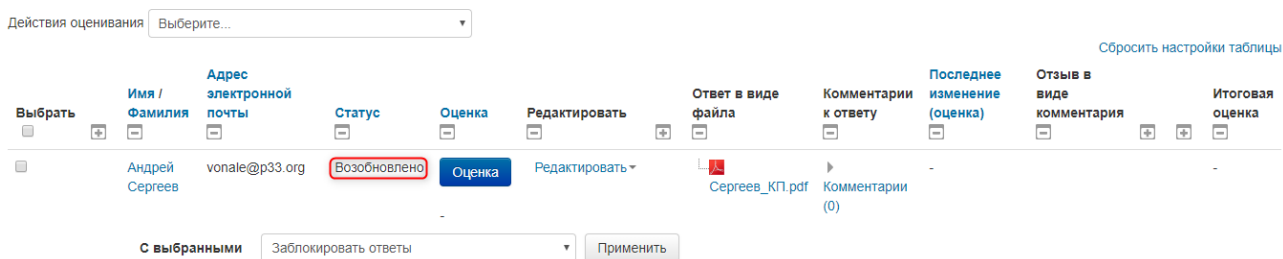 Действия оценивания Выберите...
Сбросить настройки таблицы
Выбрать
Имя / Фамилия
Адрес электронной почты
Статус
Оценка
Редактировать
Ответ в виде файла
Комментарии к ответу
Последнее изменение (оценка)
Отзыв в виде комментария
Итоговая оценка
Андрей Сергеев
vonale@p33.org
Возобновлено
Оценка
-
Редактировать
Сергеев_КП.pdf
Комментарии (0)
-
-
С выбранными Заблокировать ответы Применить